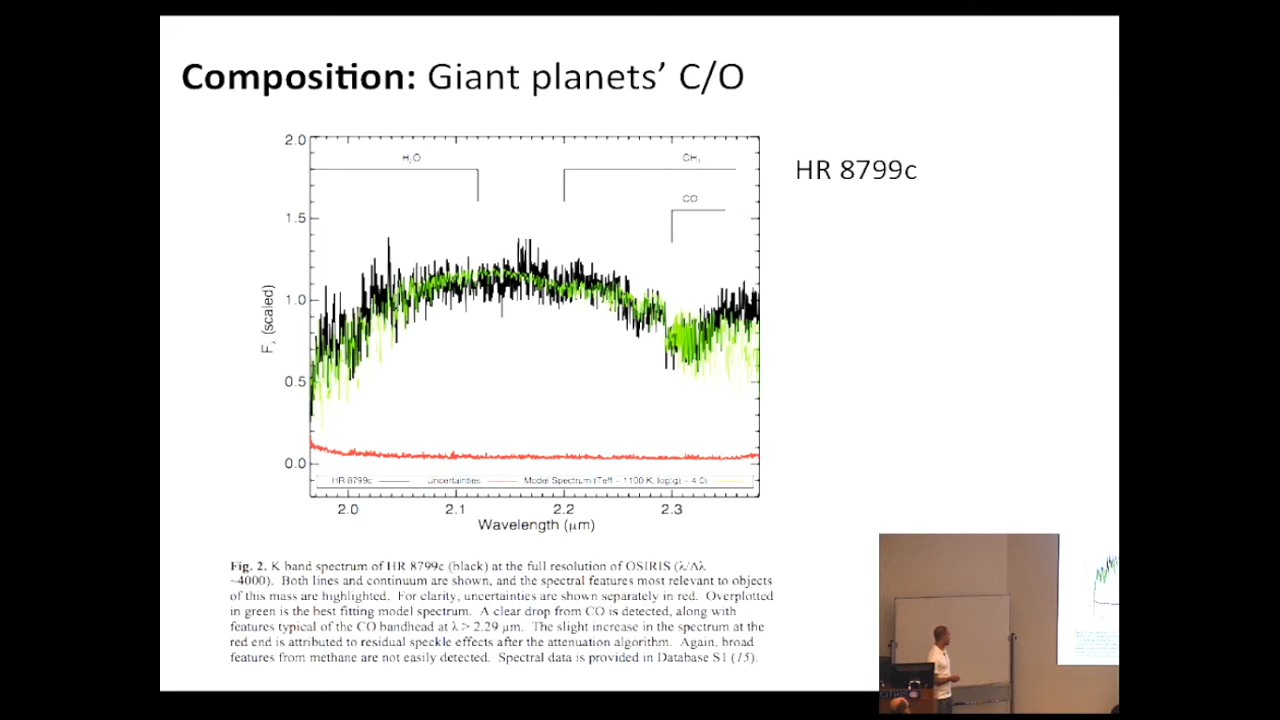 Composition: Giant planets’ C/O
HR 8799c
2.0
1.5
1.0
0.5
0.0
H₂O
CH₄
CO
F_ν (scaled)
HR 8799c
uncertainties
Model Spectrum (Teff ~ 1100 K, log(g) ~ 4.0)
2.0
2.1
2.2
2.3
Wavelength (μm)
Fig. 2. K band spectrum of HR 8799c (black) at the full resolution of OSIRIS (λ/Δλ
~4000). Both lines and continuum are shown, and the spectral features most relevant to objects
of this mass are highlighted. For clarity, uncertainties are shown separately in red. Overplotted
in green is the best fitting model spectrum. A clear drop from CO is detected, along with
features typical of the CO bandhead at λ > 2.29 μm. The slight increase in the spectrum at the
red end is attributed to residual speckle effects after the attenuation algorithm. Again, broad
features from methane are not easily detected. Spectral data is provided in Database S1 (15).